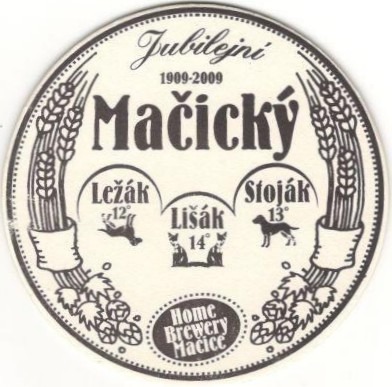 Jubilejní
1909-2009
Mačický
Ležák
12°
Lišák
14°
Stoják
13°
Home
Brewery
Mačice